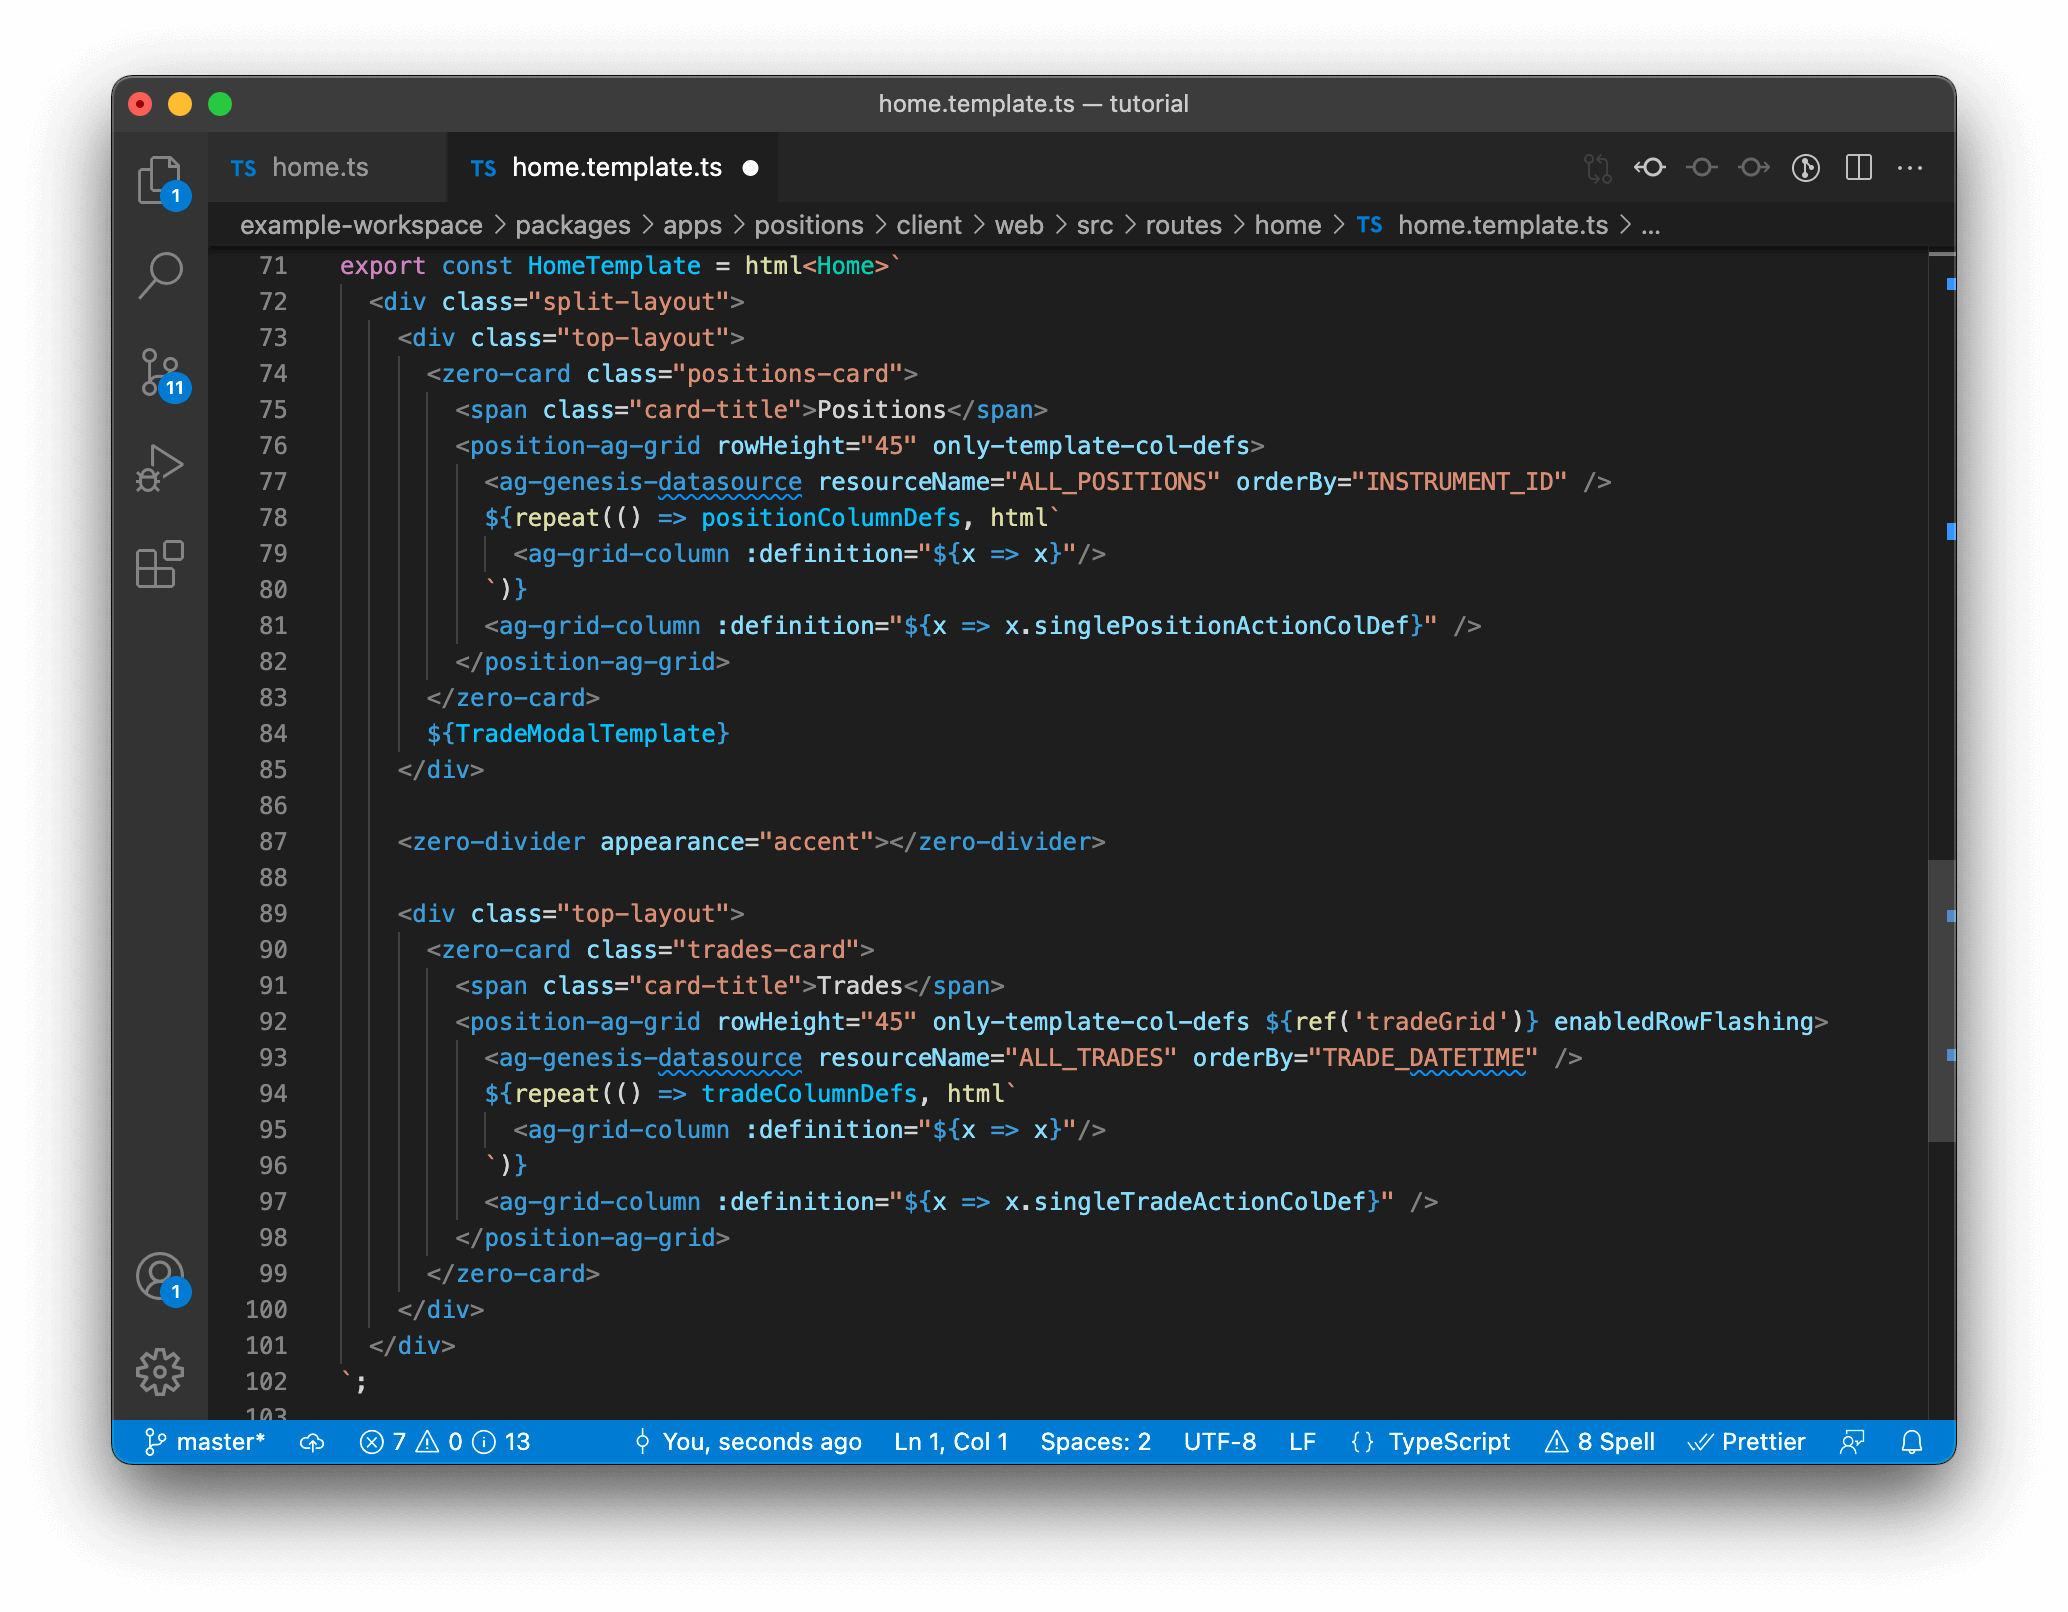 home.template.ts — tutorial
TS home.ts TS home.template.ts
example-workspace > packages > apps > positions > client > web > src > routes > home > TS home.template.ts > ...
71 export const HomeTemplate = html<Home>`
72   <div class="split-layout">
73     <div class="top-layout">
74       <zero-card class="positions-card">
75         <span class="card-title">Positions</span>
76         <position-ag-grid rowHeight="45" only-template-col-defs>
77           <ag-genesis-datasource resourceName="ALL_POSITIONS" orderBy="INSTRUMENT_ID" />
78           ${repeat(() => positionColumnDefs, html`
79             <ag-grid-column :definition="${x => x}"/>
80           `)}
81           <ag-grid-column :definition="${x => x.singlePositionActionColDef}" />
82         </position-ag-grid>
83       </zero-card>
84       ${TradeModalTemplate}
85     </div>
86
87     <zero-divider appearance="accent"></zero-divider>
88
89     <div class="top-layout">
90       <zero-card class="trades-card">
91         <span class="card-title">Trades</span>
92         <position-ag-grid rowHeight="45" only-template-col-defs ${ref('tradeGrid')} enabledRowFlashing>
93           <ag-genesis-datasource resourceName="ALL_TRADES" orderBy="TRADE_DATETIME" />
94           ${repeat(() => tradeColumnDefs, html`
95             <ag-grid-column :definition="${x => x}"/>
96           `)}
97           <ag-grid-column :definition="${x => x.singleTradeActionColDef}" />
98         </position-ag-grid>
99       </zero-card>
100     </div>
101   </div>
102 `;
103
1
11
1
master* 7 0 13 You, seconds ago Ln 1, Col 1 Spaces: 2 UTF-8 LF {} TypeScript 8 Spell Prettier